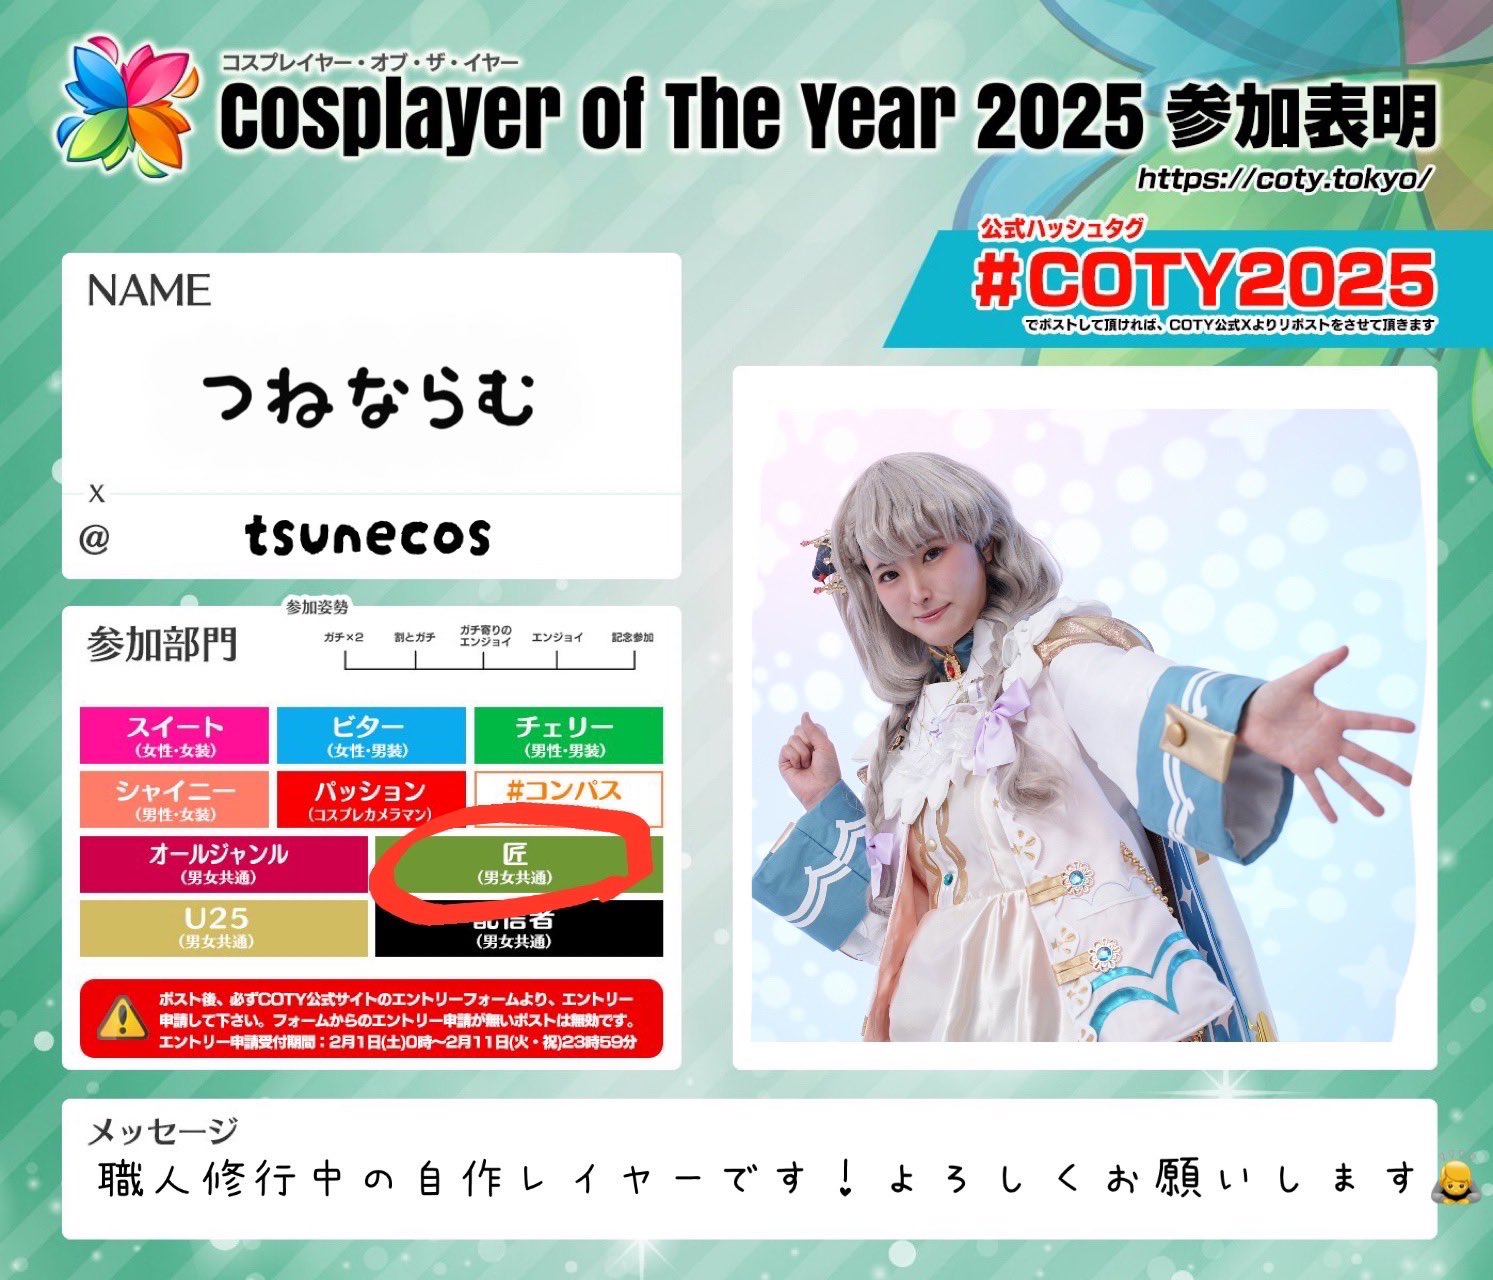 コスプレイヤー・オブ・ザ・イヤー
Cosplayer of The Year 2025 参加表明
https://coty.tokyo/
公式ハッシュタグ
#COTY2025
でポストして頂ければ、COTY公式Xよりリポストをさせて頂きます
NAME
つねならむ
X
@ tsunecos
参加部門
参加姿勢
ガチ×2 割とガチ ガチ寄りの エンジョイ 記念参加
エンジョイ
スイート ビター チェリー
(女性・女装) (女性・男装) (男性・男装)
シャイニー パッション #コンパス
(男性・女装) (コスプレカメラマン)
オールジャンル 匠
(男女共通) (男女共通)
U25 配信者
(男女共通) (男女共通)
ポスト後、必ずCOTY公式サイトのエントリーフォームより、エントリー
申請して下さい。フォームからのエントリー申請が無いポストは無効です。
エントリー申請受付期間：2月1日(土)0時～2月11日(火・祝)23時59分
メッセージ
職人修行中の自作レイヤーです！よろしくお願いします🙇